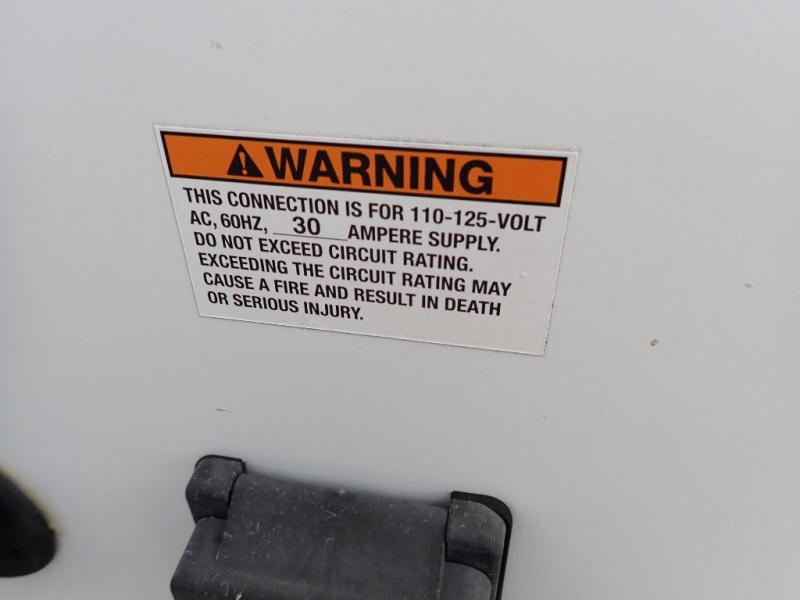 WARNING
THIS CONNECTION IS FOR 110-125-VOLT
AC, 60HZ, 30 AMPERE SUPPLY.
DO NOT EXCEED CIRCUIT RATING.
EXCEEDING THE CIRCUIT RATING MAY
CAUSE A FIRE AND RESULT IN DEATH
OR SERIOUS INJURY.